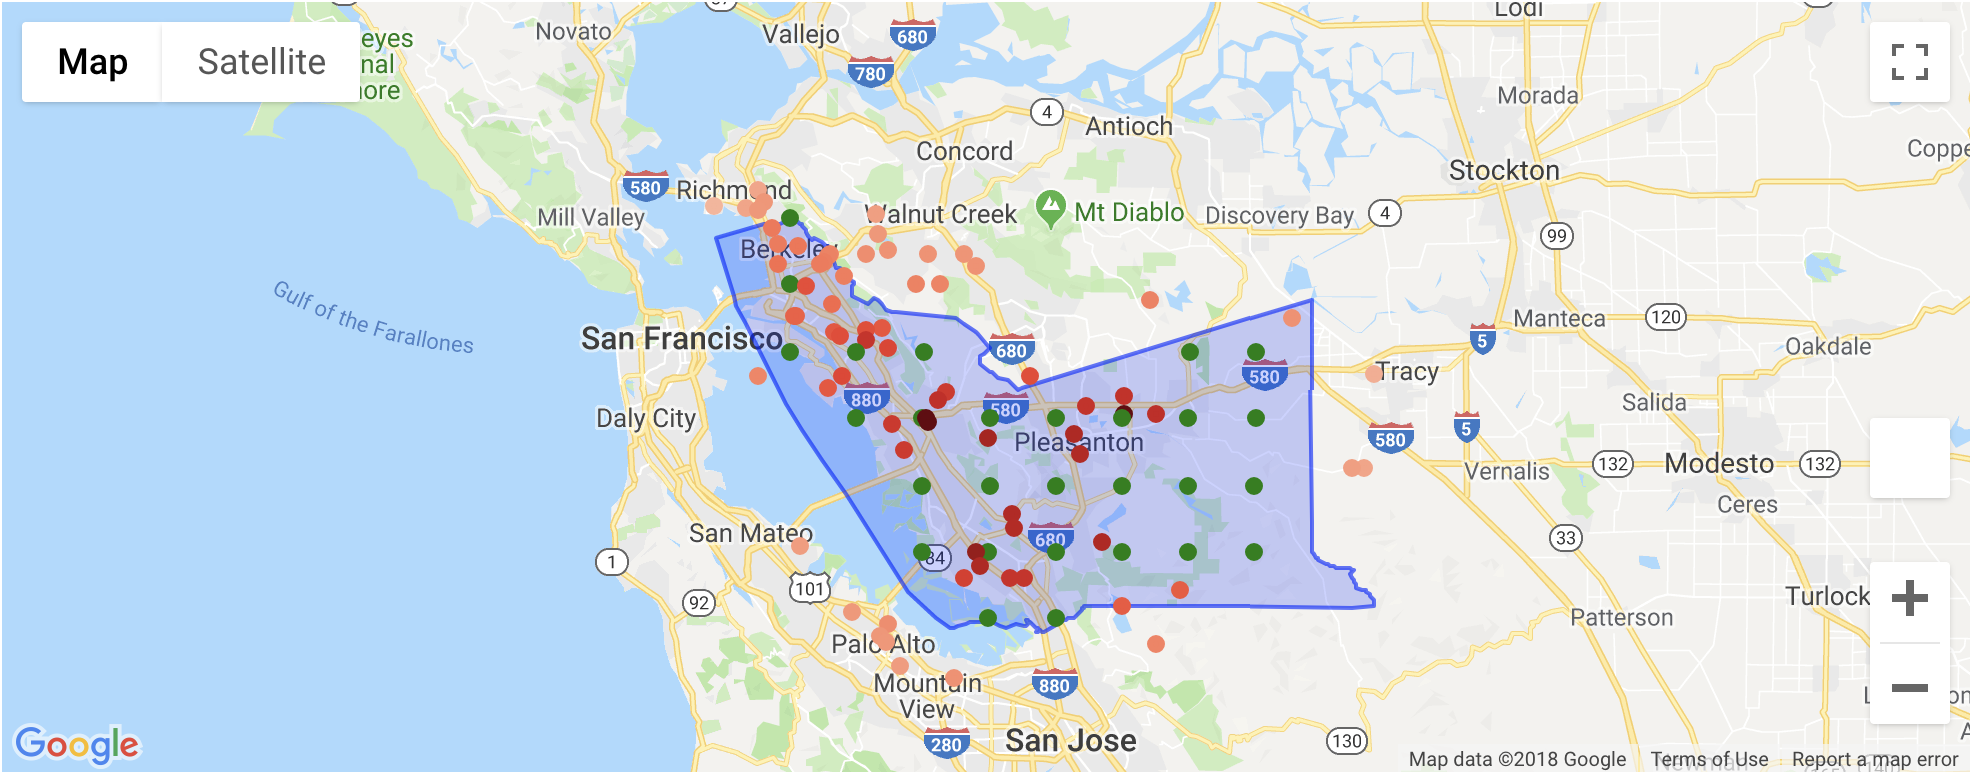 Map
Satellite
eyes
nal
ore
Novato
Vallejo
680
780
Lodi
Morada
4
Antioch
Concord
Stockton
Coppe
580
Richmond
Mill Valley
Walnut Creek
Mt Diablo
Discovery Bay
4
99
Berkeley
Oakdale
Gulf of the Farallones
San Francisco
680
Manteca
120
5
Oakdale
580
Tracy
880
580
Salida
Daly City
Pleasanton
5
580
Vernalis
132
Modesto
132
Ceres
San Mateo
680
84
33
1
101
92
Turlock
Patterson
Palo Alto
Mountain
View
880
280
San Jose
130
Google
Map data ©2018 Google
Terms of Use
Report a map error
Newman